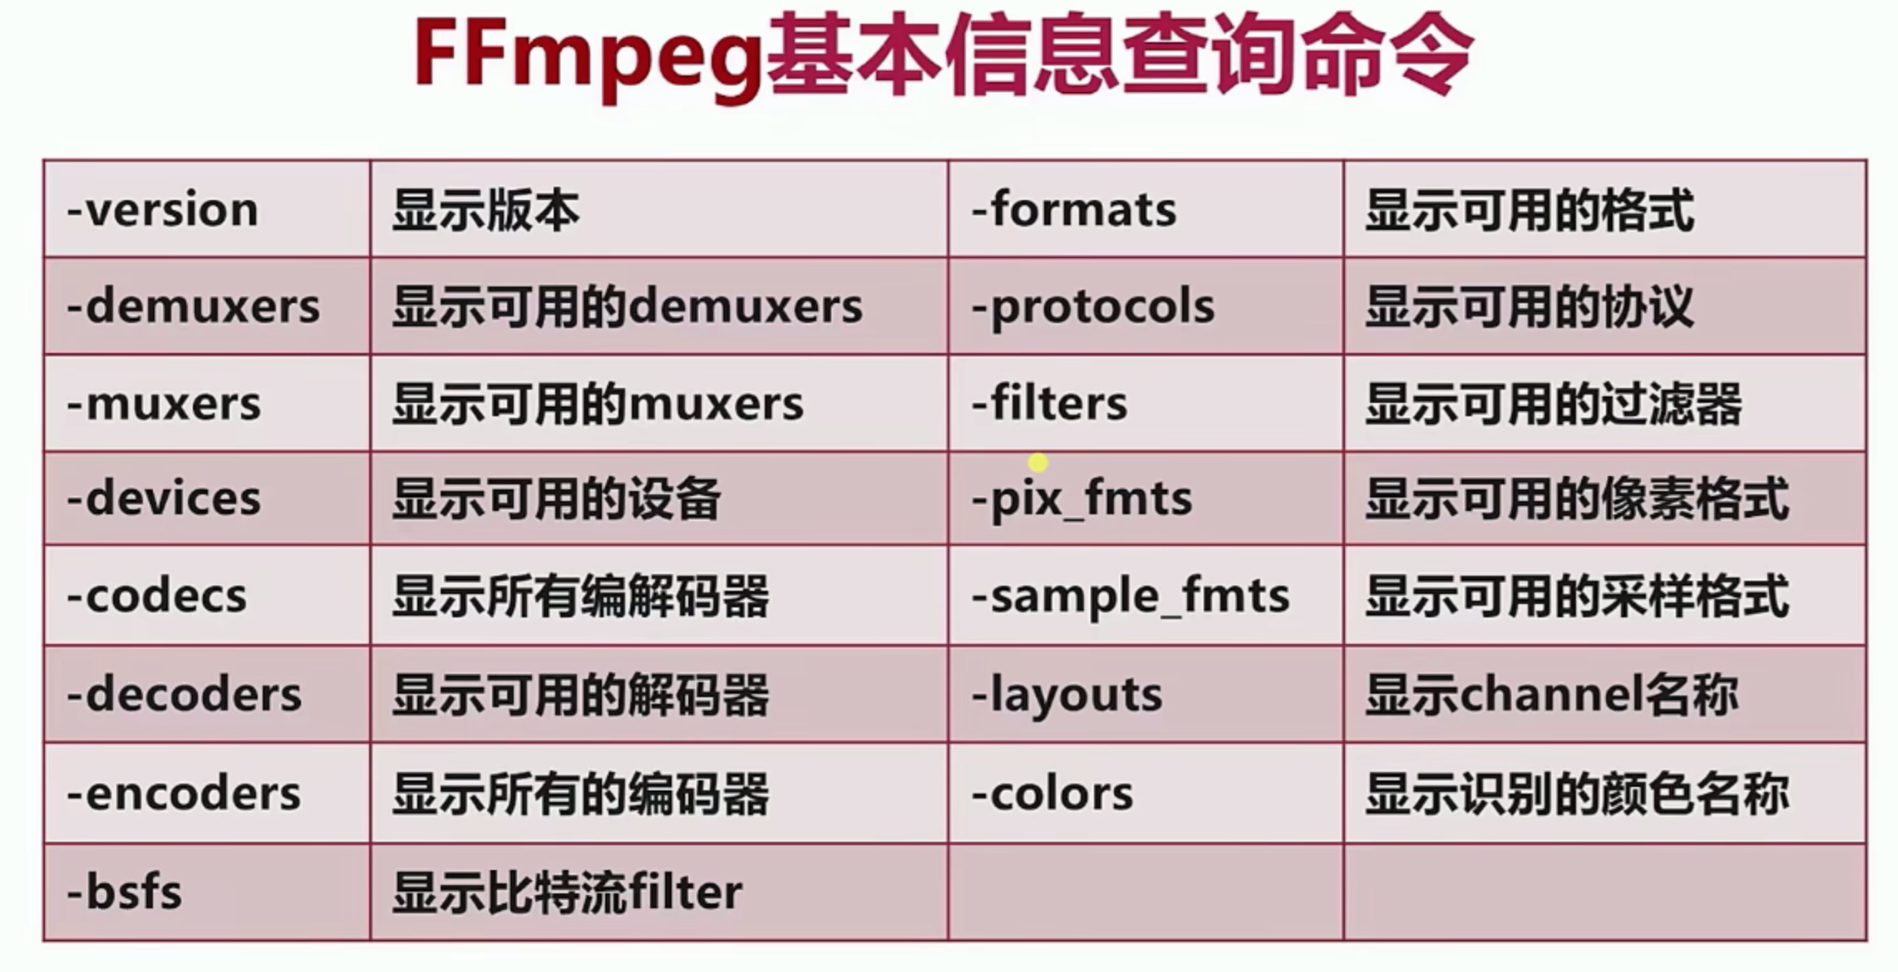 FFmpeg基本信息查询命令
-version 显示版本 -formats 显示可用的格式
-demuxers 显示可用的demuxers -protocols 显示可用的协议
-muxers 显示可用的muxers -filters 显示可用的过滤器
-devices 显示可用的设备 -pix_fmts 显示可用的像素格式
-codecs 显示所有编解码器 -sample_fmts 显示可用的采样格式
-decoders 显示可用的解码器 -layouts 显示channel名称
-encoders 显示所有的编码器 -colors 显示识别的颜色名称
-bsfs 显示比特流filter